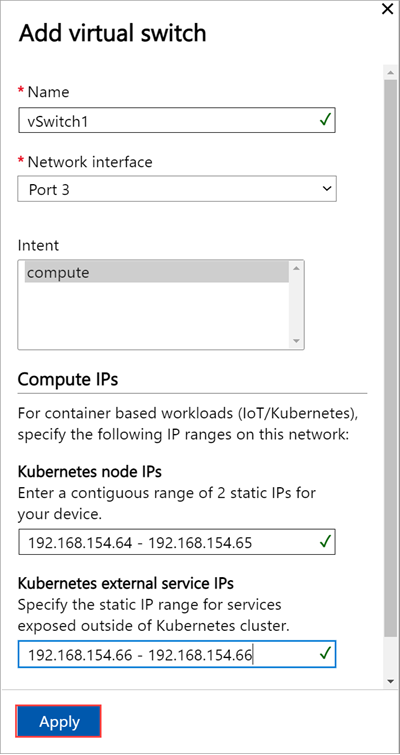 Add virtual switch
* Name
vSwitch1
* Network interface
Port 3
Intent
compute
Compute IPs
For container based workloads (IoT/Kubernetes),
specify the following IP ranges on this network:
Kubernetes node IPs
Enter a contiguous range of 2 static IPs for
your device.
192.168.154.64 - 192.168.154.65
Kubernetes external service IPs
Specify the static IP range for services
exposed outside of Kubernetes cluster.
192.168.154.66 - 192.168.154.66
Apply